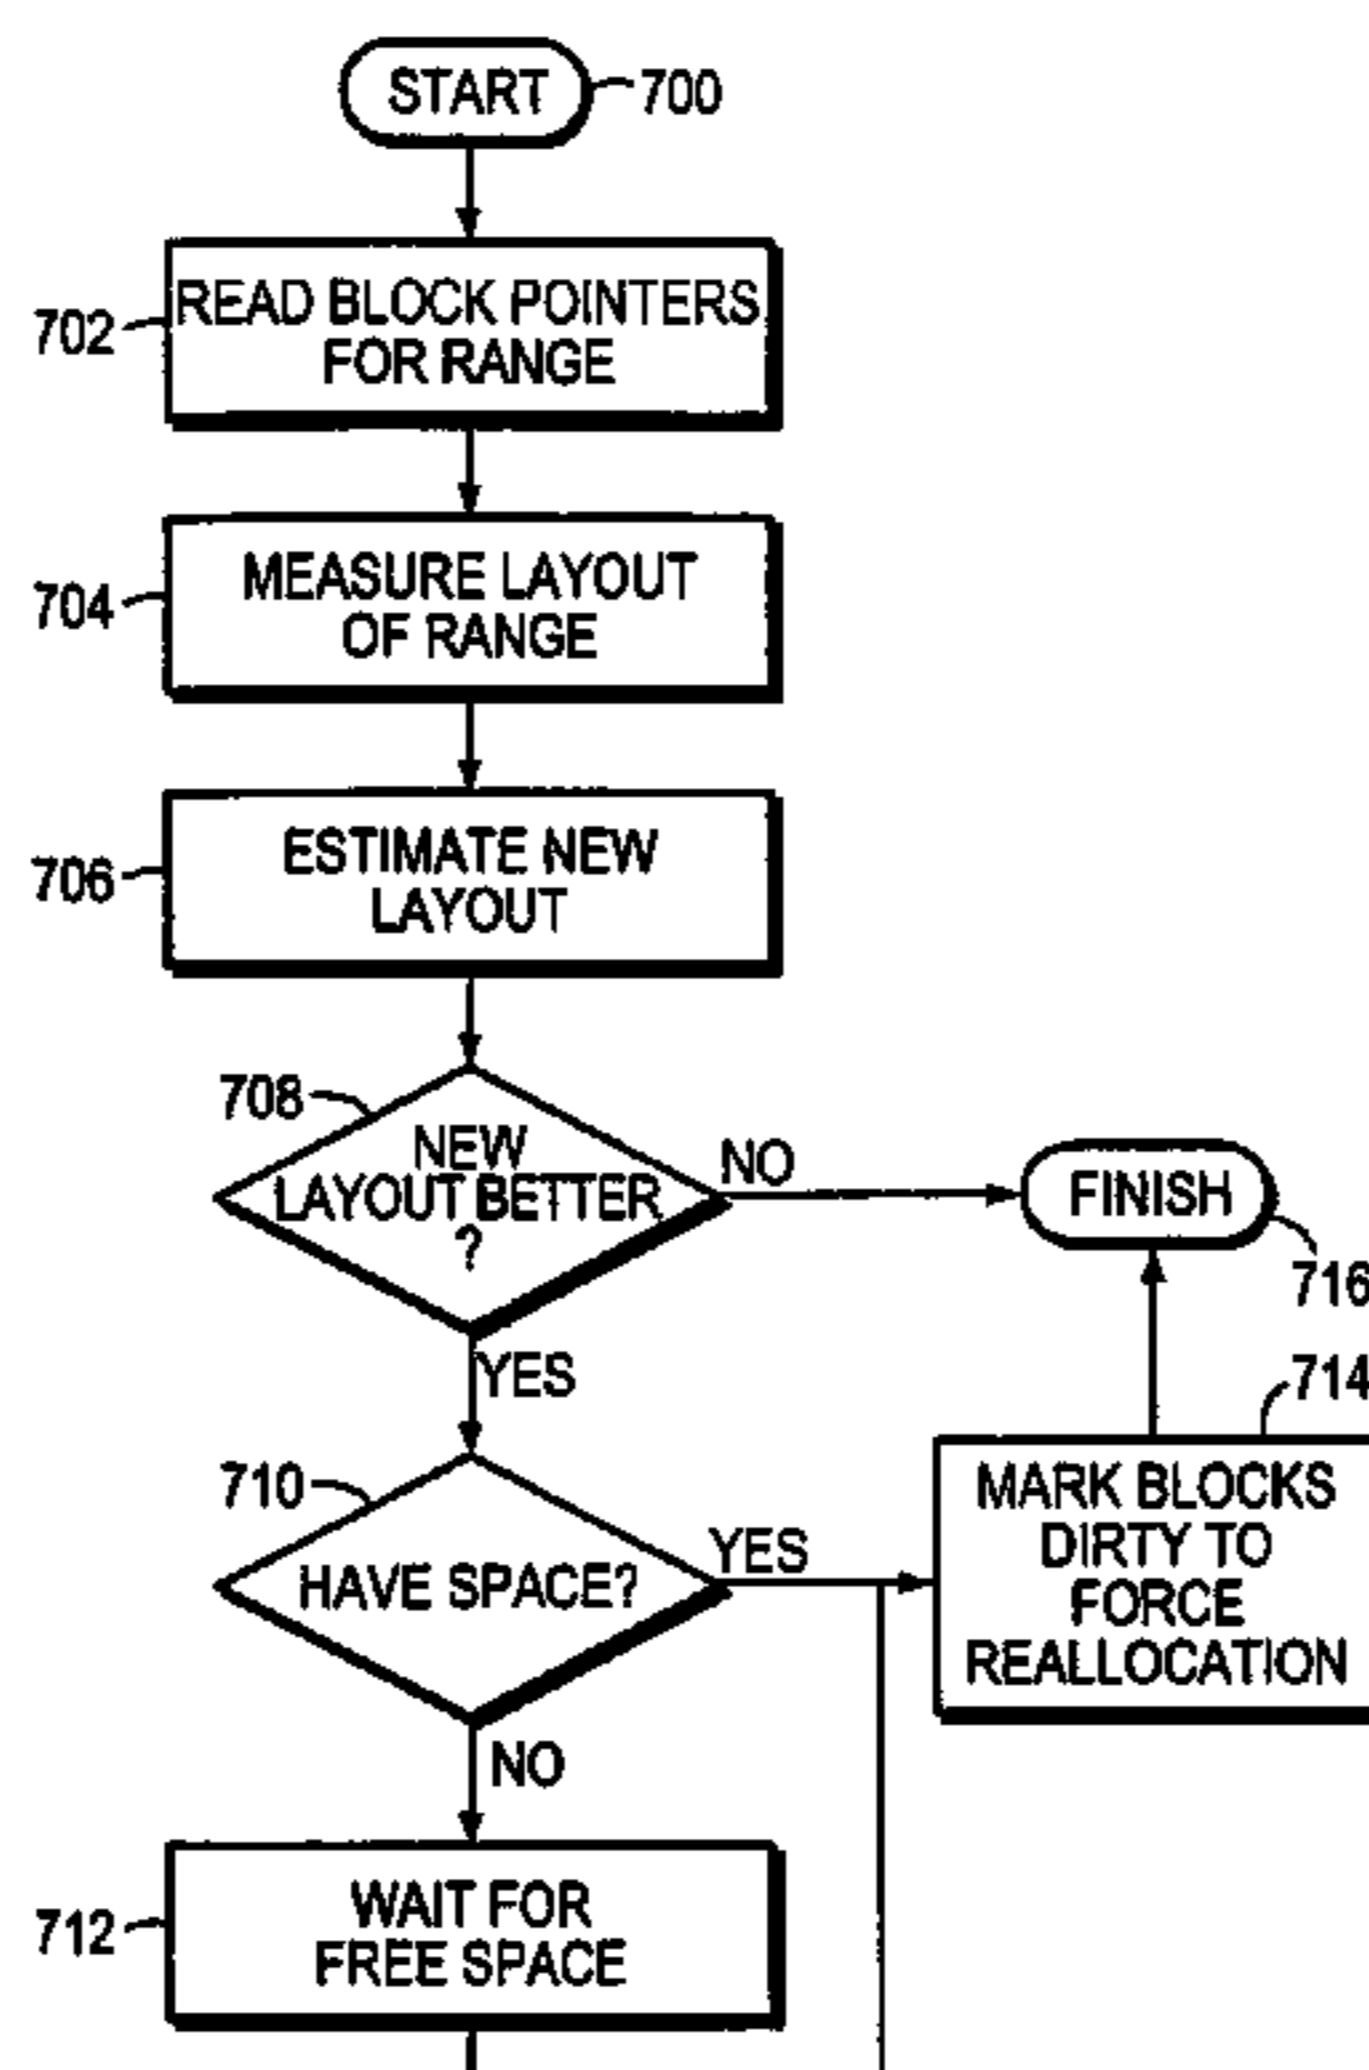 START
700
702
READ BLOCK POINTERS
FOR RANGE
704
MEASURE LAYOUT
OF RANGE
706
ESTIMATE NEW
LAYOUT
708
NEW
LAYOUT BETTER
?
NO
FINISH
716
YES
714
710
HAVE SPACE?
YES
MARK BLOCKS
DIRTY TO
FORCE
REALLOCATION
NO
712
WAIT FOR
FREE SPACE